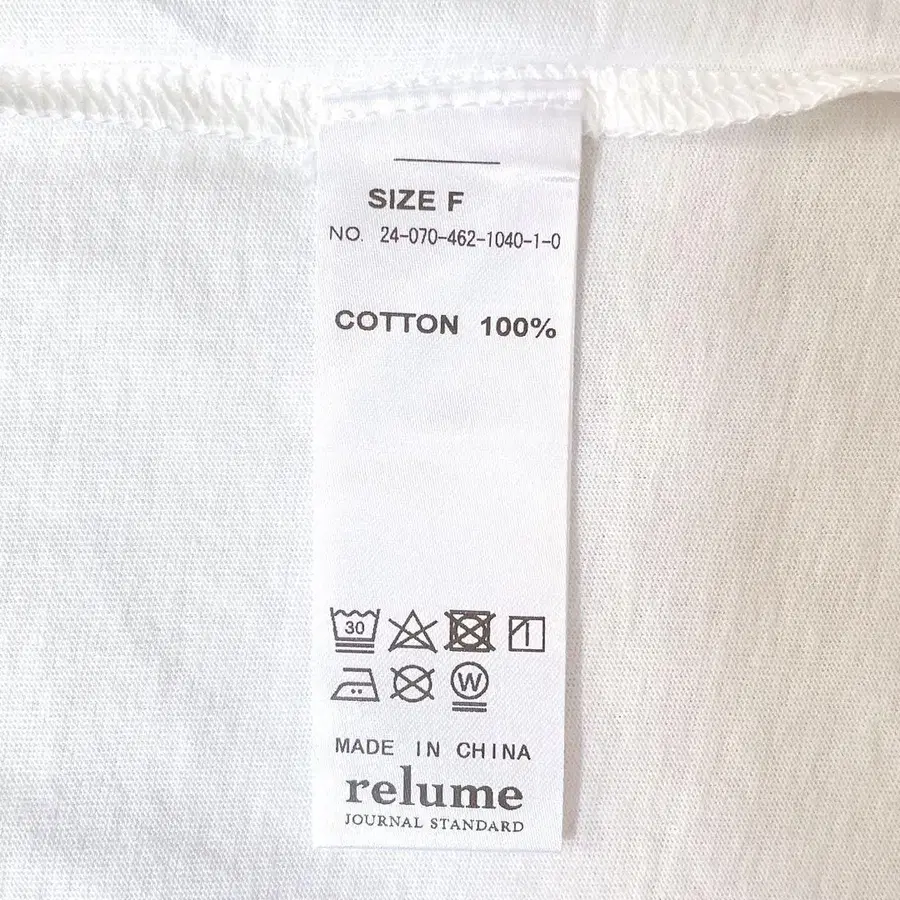 SIZE F
NO. 24-070-462-1040-1-0
COTTON 100%
30
W
MADE IN CHINA
relume
JOURNAL STANDARD